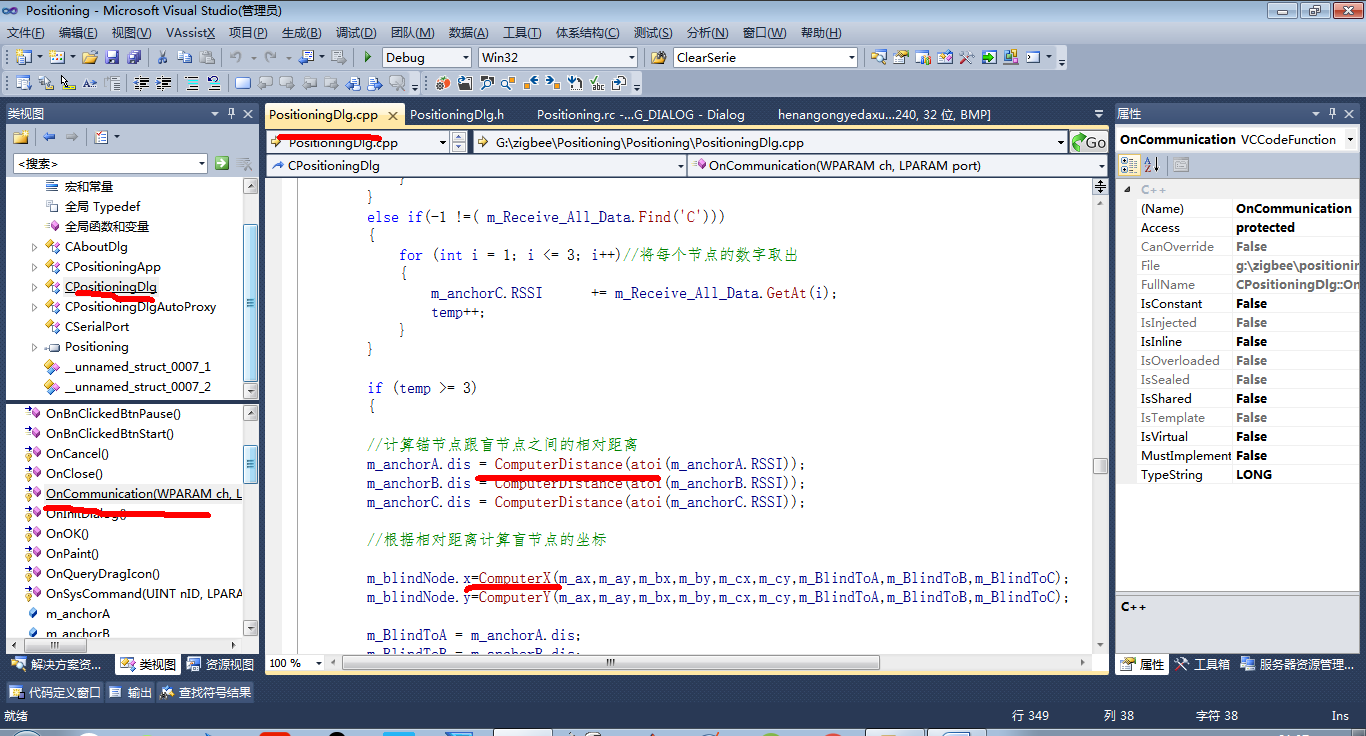 Positioning - Microsoft Visual Studio(管理员)
文件(F) 编辑(E) 视图(V) VAssistX 项目(P) 生成(B) 调试(D) 团队(M) 数据(A) 工具(T) 体系结构(C) 测试(S) 分析(N) 窗口(W) 帮助(H)
Debug Win32 ClearSerie
类视图
<搜索>
宏和常量
全局 Typedef
全局函数和变量
CAboutDlg
CPositioningApp
CPositioningDlg
CPositioningDlgAutoProxy
CSerialPort
Positioning
__unnamed_struct_0007_1
__unnamed_struct_0007_2
OnBnClickedBtnPause()
OnBnClickedBtnStart()
OnCancel()
OnClose()
OnCommunication(WPARAM ch, L
OnInitDialog()
OnOK()
OnPaint()
OnQueryDragIcon()
OnSysCommand(UINT nID, LPARA
m_anchorA
m_anchorB
解决方案资... 类视图 资源视图
PositioningDlg.cpp PositioningDlg.h Positioning.rc -...G_DIALOG - Dialog henangongyedaxu...240, 32 位, BMP]
PositioningDlg.cpp G:\zigbee\Positioning\Positioning\PositioningDlg.cpp Go
CPositioningDlg OnCommunication(WPARAM ch, LPARAM port)
}
}
else if(-1 !=( m_Receive_All_Data.Find('C')))
{
for (int i = 1; i <= 3; i++)//将每个节点的数字取出
{
m_anchorC.RSSI += m_Receive_All_Data.GetAt(i);
temp++;
}
}
if (temp >= 3)
{
//计算锚节点跟盲节点之间的相对距离
m_anchorA.dis = ComputerDistance(atoi(m_anchorA.RSSI));
m_anchorB.dis = ComputerDistance(atoi(m_anchorB.RSSI));
m_anchorC.dis = ComputerDistance(atoi(m_anchorC.RSSI));
//根据相对距离计算盲节点的坐标
m_blindNode.x=ComputerX(m_ax,m_ay,m_bx,m_by,m_cx,m_cy,m_BlindToA,m_BlindToB,m_BlindToC);
m_blindNode.y=ComputerY(m_ax,m_ay,m_bx,m_by,m_cx,m_cy,m_BlindToA,m_BlindToB,m_BlindToC);
m_BlindToA = m_anchorA.dis;
m_BlindToB = m_anchorB.dis;
100 %
属性
OnCommunication VCCodeFunction
C++
(Name) OnCommunication
Access protected
CanOverride False
File g:\zigbee\positionin
FullName CPositioningDlg::On
IsConstant False
IsInjected False
IsInline False
IsOverloaded False
IsSealed False
IsShared False
IsTemplate False
IsVirtual False
MustImplement False
TypeString LONG
C++
属性 工具箱 服务器资源管理...
代码定义窗口 输出 查找符号结果
就绪 行 349 列 38 字符 38 Ins